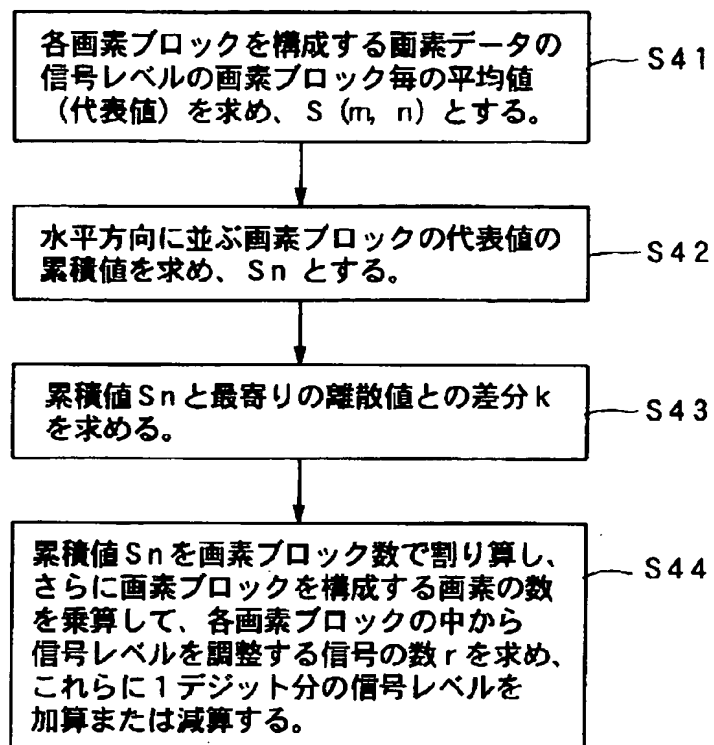 各画素ブロックを構成する画素データの
信号レベルの画素ブロック毎の平均値
（代表値）を求め、S (m, n) とする。
S41
水平方向に並ぶ画素ブロックの代表値の
累積値を求め、Sn とする。
S42
累積値Snと最寄りの離散値との差分k
を求める。
S43
累積値Snを画素ブロック数で割り算し、
さらに画素ブロックを構成する画素の数
を乗算して、各画素ブロックの中から
信号レベルを調整する信号の数rを求め、
これらに1デジット分の信号レベルを
加算または減算する。
S44